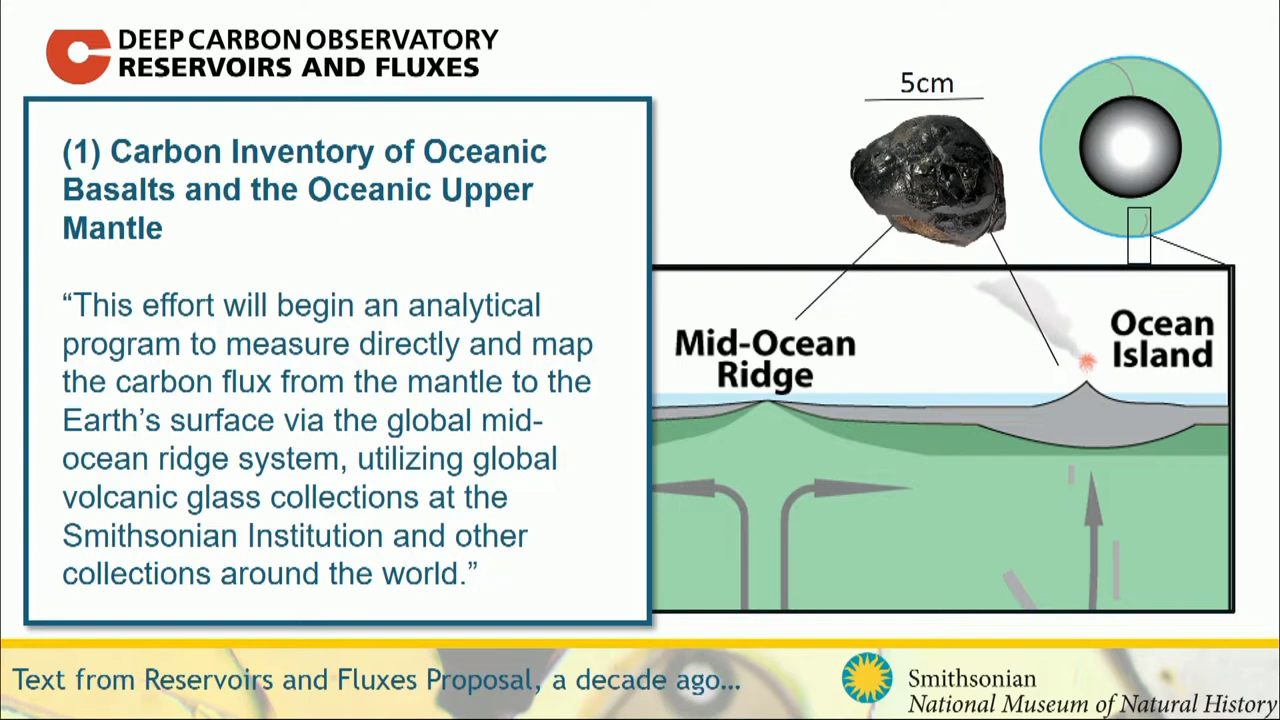 DEEP CARBON OBSERVATORY
RESERVOIRS AND FLUXES
(1) Carbon Inventory of Oceanic
Basalts and the Oceanic Upper
Mantle
“This effort will begin an analytical
program to measure directly and map
the carbon flux from the mantle to the
Earth’s surface via the global mid-
ocean ridge system, utilizing global
volcanic glass collections at the
Smithsonian Institution and other
collections around the world.”
5cm
Mid-Ocean
Ridge
Ocean
Island
Text from Reservoirs and Fluxes Proposal, a decade ago…
Smithsonian
National Museum of Natural History